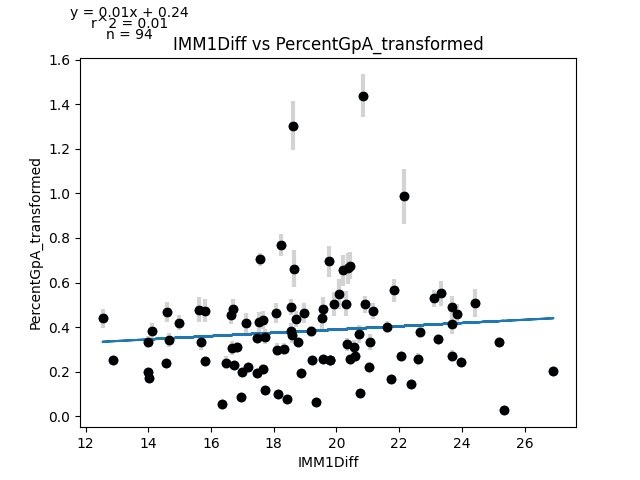 y = 0.01x + 0.24
r^2 = 0.01
n = 94
IMM1Diff vs PercentGpA_transformed
1.6
1.4
1.2
1.0
0.8
0.6
0.4
0.2
0.0
PercentGpA_transformed
12 14 16 18 20 22 24 26
IMM1Diff